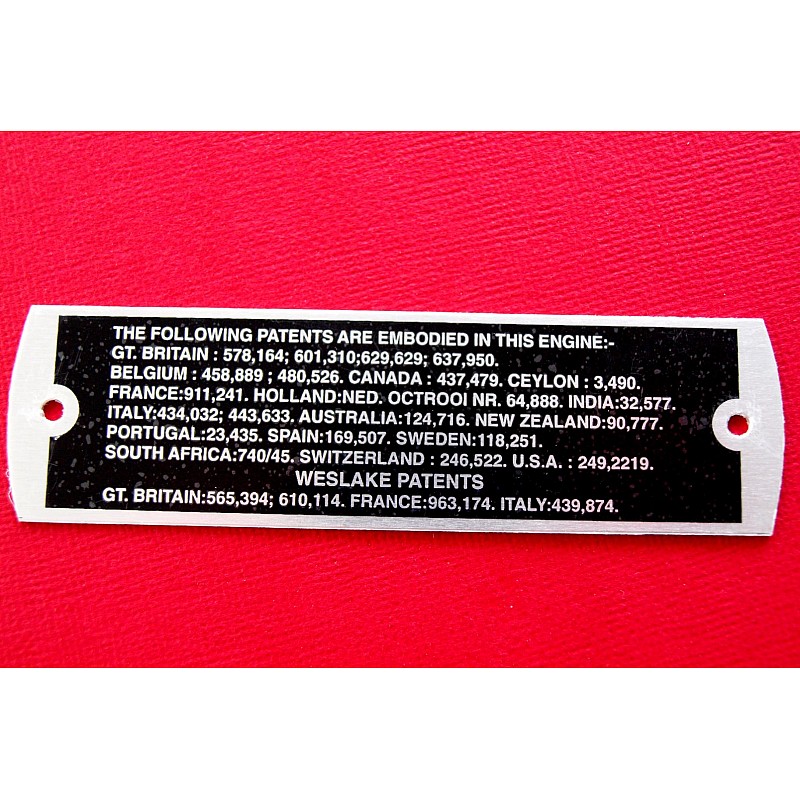 THE FOLLOWING PATENTS ARE EMBODIED IN THIS ENGINE:-
GT. BRITAIN : 578,164; 601,310;629,629; 637,950.
BELGIUM : 458,889 ; 480,526. CANADA : 437,479. CEYLON : 3,490.
FRANCE:911,241. HOLLAND:NED. OCTROOI NR. 64,888. INDIA:32,577.
ITALY:434,032; 443,633. AUSTRALIA:124,716. NEW ZEALAND:90,777.
PORTUGAL:23,435. SPAIN:169,507. SWEDEN:118,251.
SOUTH AFRICA:740/45. SWITZERLAND : 246,522. U.S.A. : 249,2219.
WESLAKE PATENTS
GT. BRITAIN:565,394; 610,114. FRANCE:963,174. ITALY:439,874.